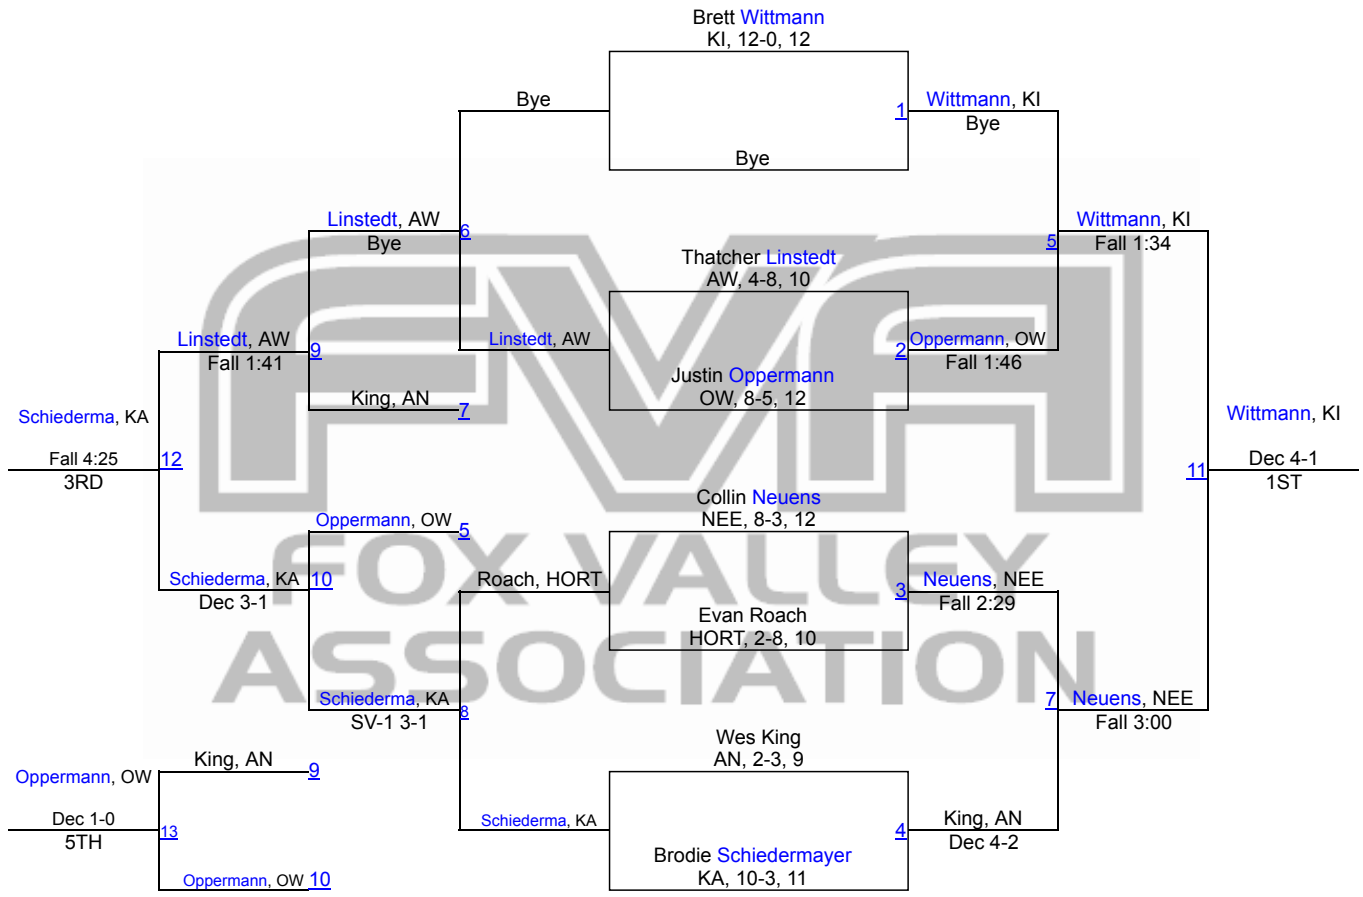 Brett Wittmann
KI, 12-0, 12
Bye
1
Wittmann, KI
Bye
Bye
Linstedt, AW
Bye
6
Thatcher Linstedt
AW, 4-8, 10
5
Wittmann, KI
Fall 1:34
Linstedt, AW
Fall 1:41
9
Linstedt, AW
2
Oppermann, OW
Fall 1:46
Justin Oppermann
OW, 8-5, 12
King, AN
7
Schiederma, KA
Fall 4:25
3RD
12
Wittmann, KI
11
Dec 4-1
1ST
Collin Neuens
NEE, 8-3, 12
Oppermann, OW
5
Schiederma, KA
Dec 3-1
10
Roach, HORT
3
Neuens, NEE
Fall 2:29
Evan Roach
HORT, 2-8, 10
FVA
FOX VALLEY
ASSOCIATION
Schiederma, KA
SV-1 3-1
8
7
Neuens, NEE
Fall 3:00
Wes King
AN, 2-3, 9
King, AN
9
Oppermann, OW
Dec 1-0
5TH
13
Schiederma, KA
4
King, AN
Dec 4-2
Brodie Schiedermayer
KA, 10-3, 11
Oppermann, OW
10